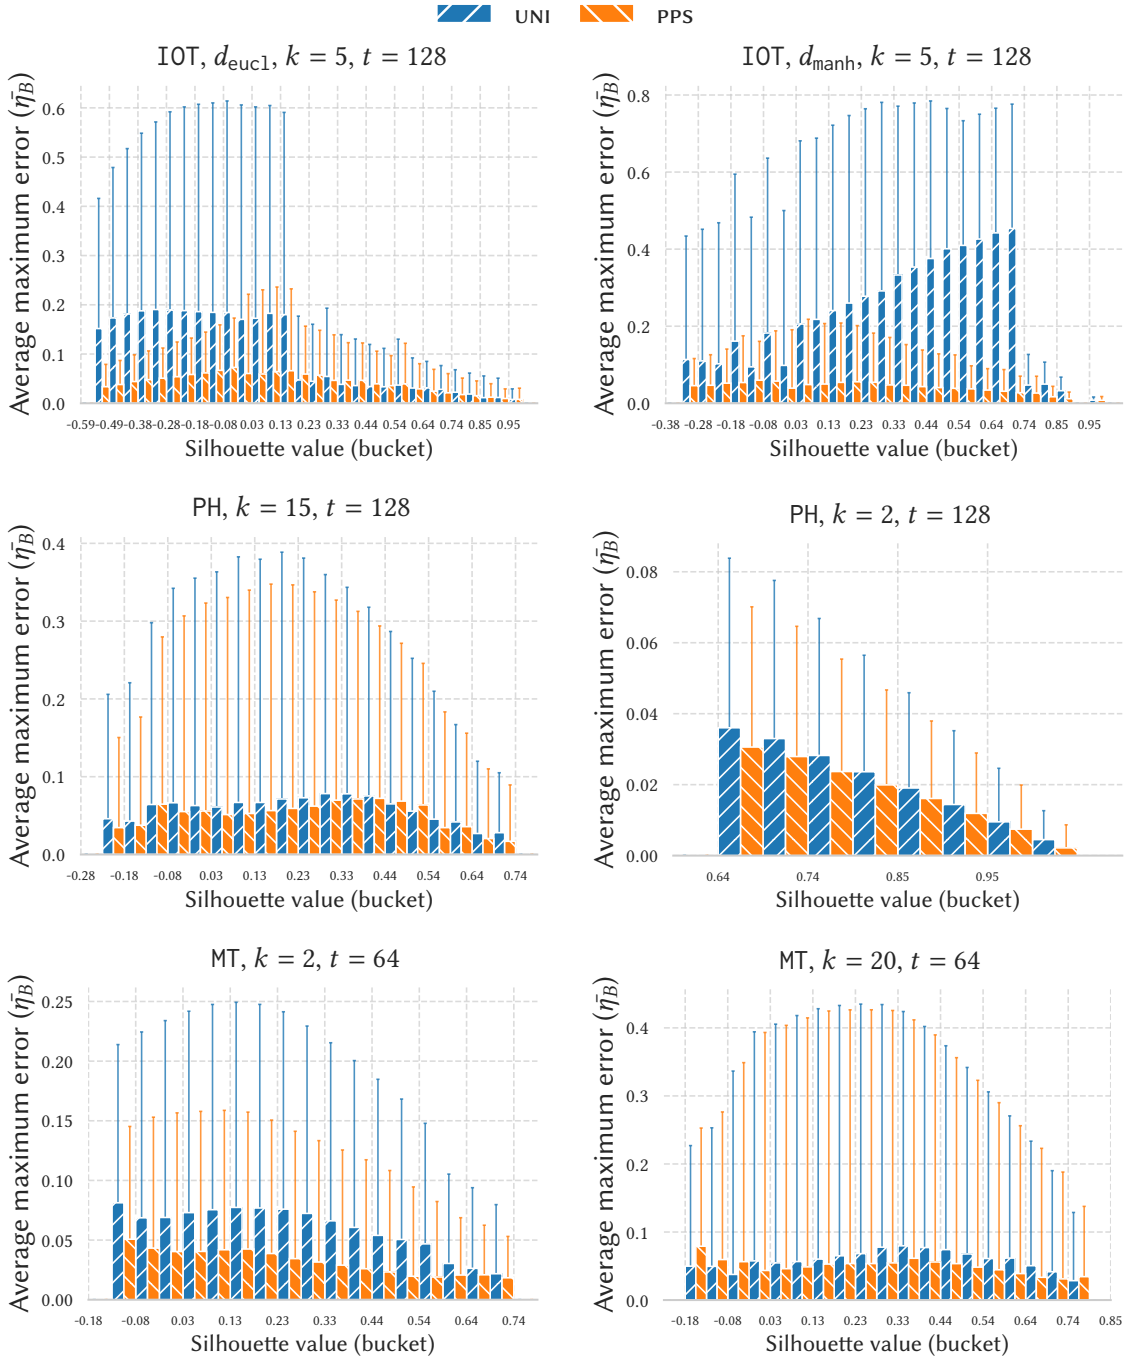 UNI PPS
IOT, d_eucl, k = 5, t = 128
Average maximum error (η̄_B)
0.6
0.5
0.4
0.3
0.2
0.1
0.0
-0.59 -0.49 -0.38 -0.28 -0.18 -0.08 0.03 0.13 0.23 0.33 0.44 0.54 0.64 0.74 0.85 0.95
Silhouette value (bucket)
IOT, d_manh, k = 5, t = 128
Average maximum error (η̄_B)
0.8
0.6
0.4
0.2
0.0
-0.38 -0.28 -0.18 -0.08 0.03 0.13 0.23 0.33 0.44 0.54 0.64 0.74 0.85 0.95
Silhouette value (bucket)
PH, k = 15, t = 128
Average maximum error (η̄_B)
0.4
0.3
0.2
0.1
0.0
-0.28 -0.18 -0.08 0.03 0.13 0.23 0.33 0.44 0.54 0.64 0.74
Silhouette value (bucket)
PH, k = 2, t = 128
Average maximum error (η̄_B)
0.08
0.06
0.04
0.02
0.00
0.64 0.74 0.85 0.95
Silhouette value (bucket)
MT, k = 2, t = 64
Average maximum error (η̄_B)
0.25
0.20
0.15
0.10
0.05
0.00
-0.18 -0.08 0.03 0.13 0.23 0.33 0.44 0.54 0.64 0.74
Silhouette value (bucket)
MT, k = 20, t = 64
Average maximum error (η̄_B)
0.4
0.3
0.2
0.1
0.0
-0.18 -0.08 0.03 0.13 0.23 0.33 0.44 0.54 0.64 0.74 0.85
Silhouette value (bucket)